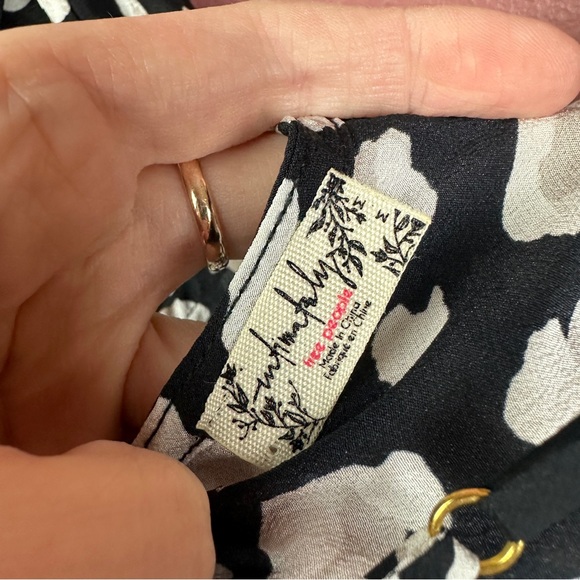 M M
intimately
free people
Made in China
Fabriqué en Chine